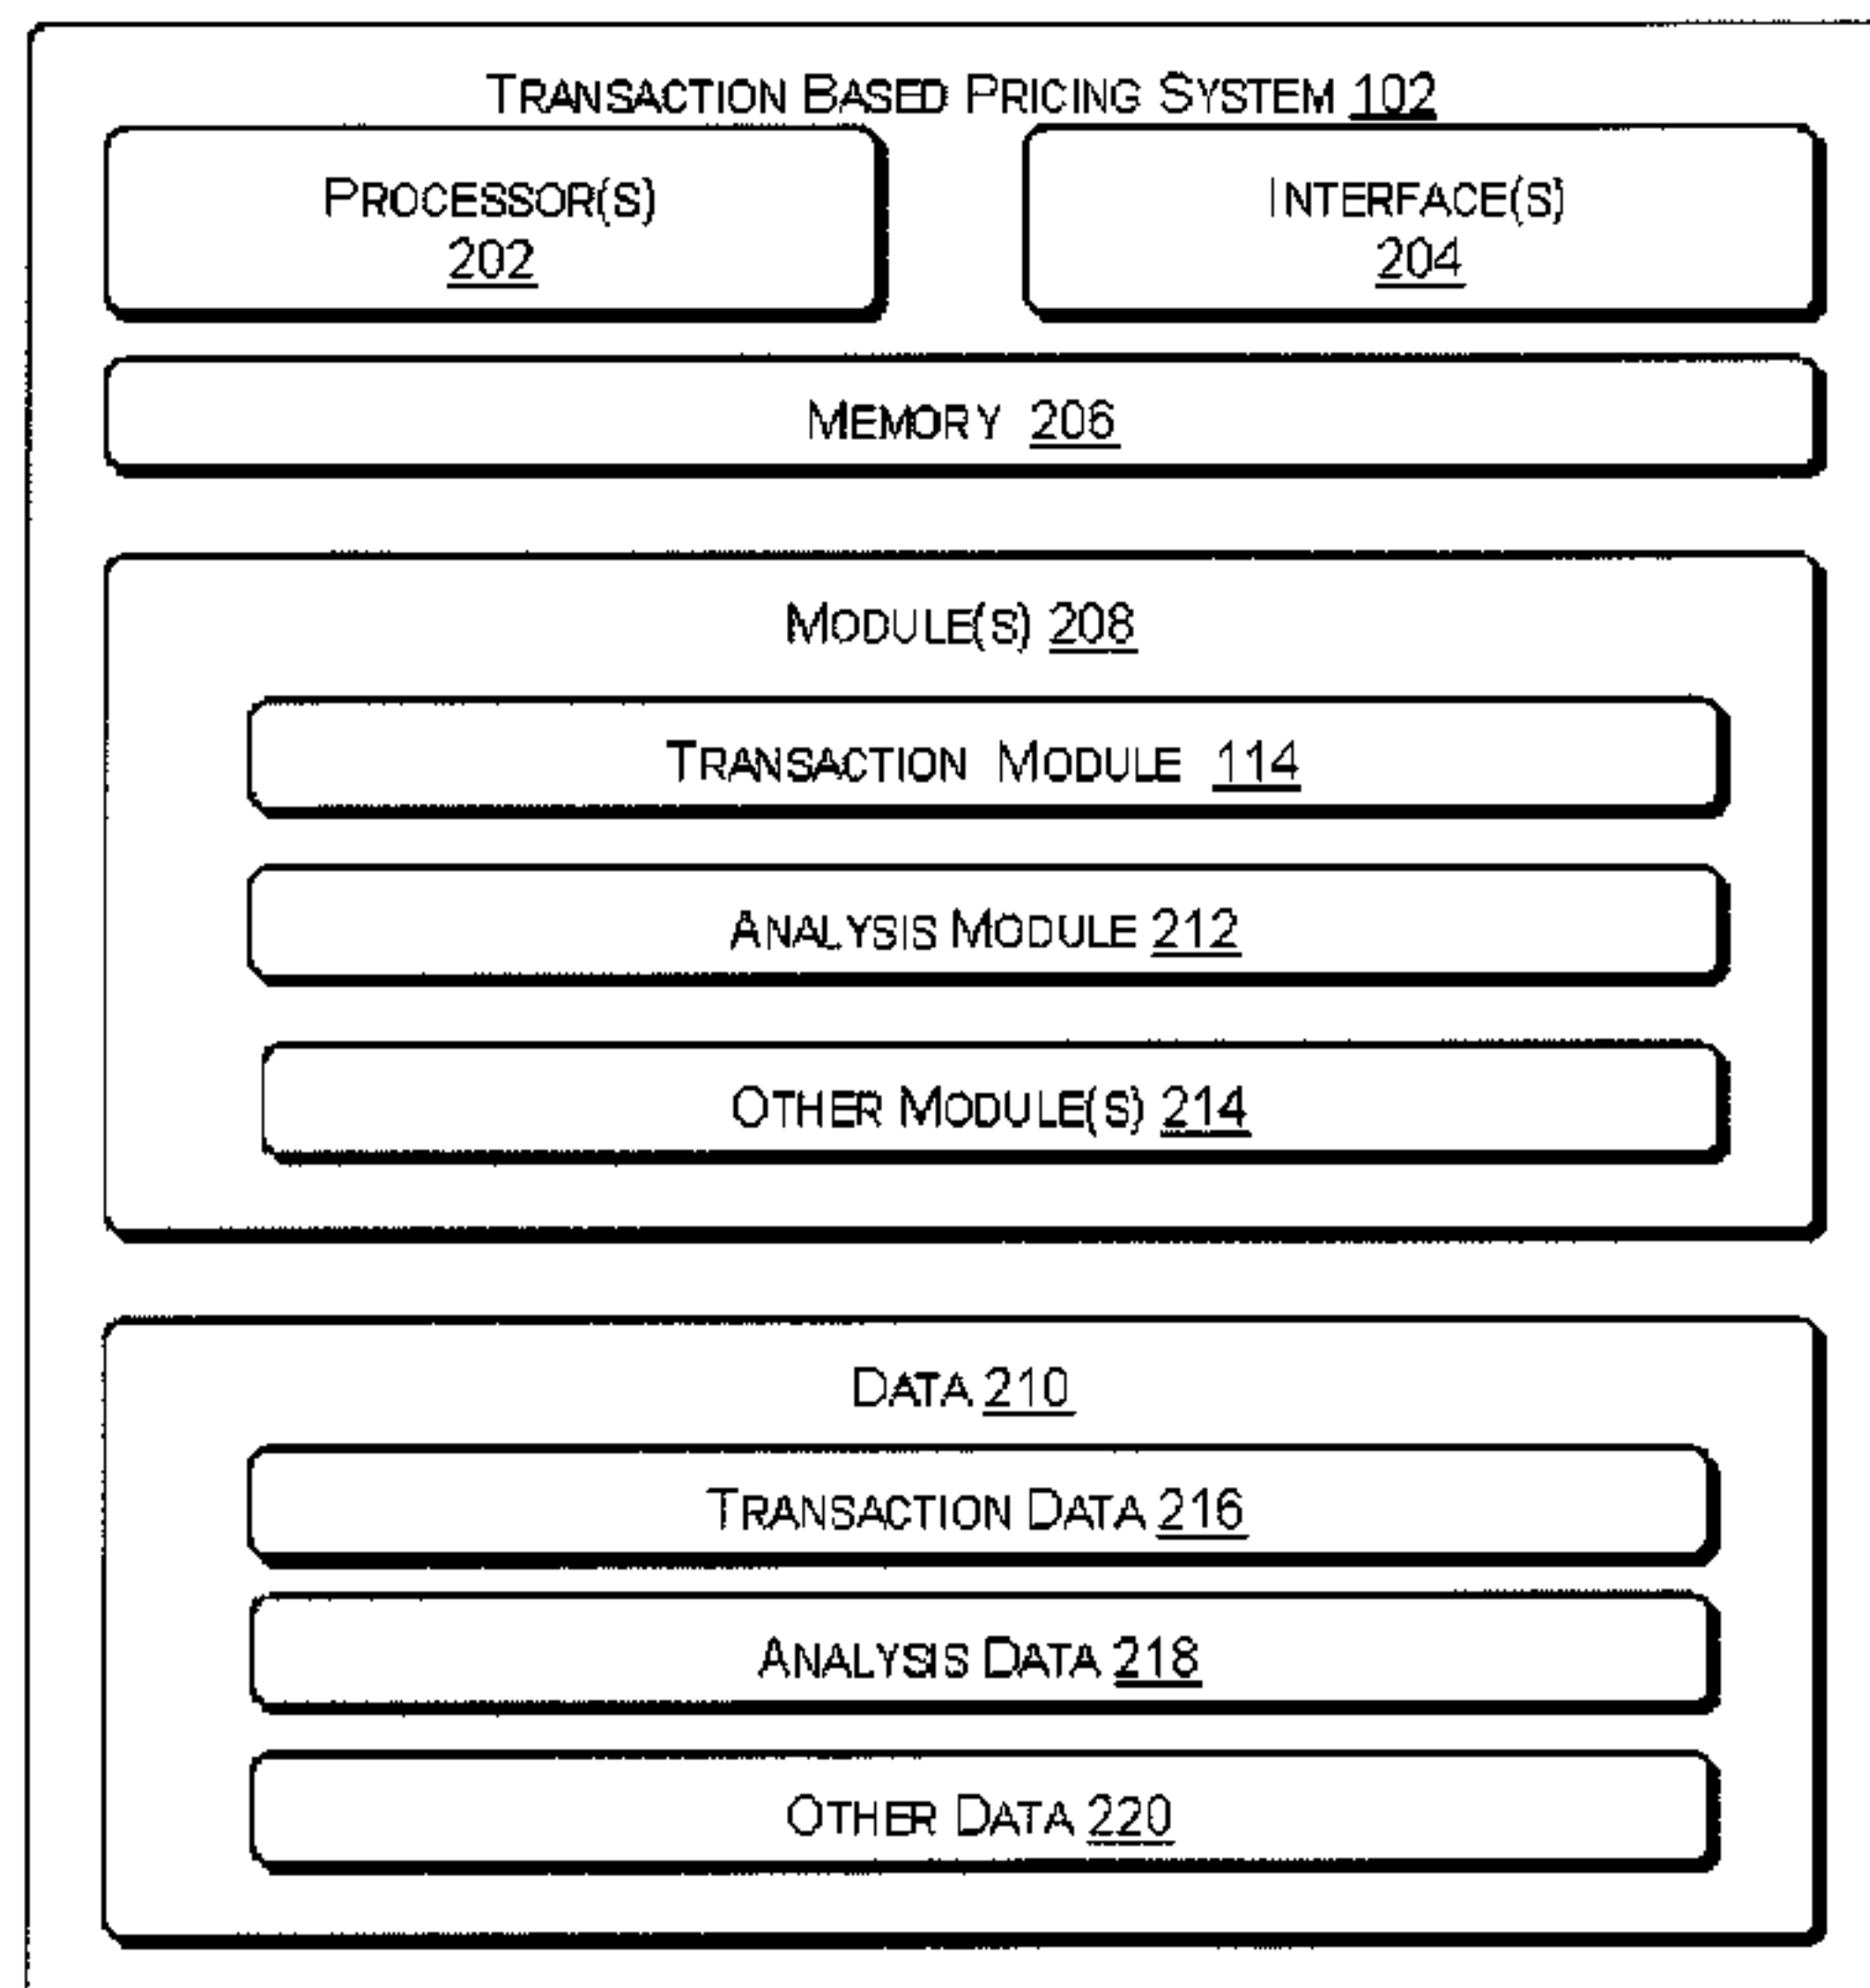 TRANSACTION BASED PRICING SYSTEM 102
PROCESSOR(S)
202
INTERFACE(S)
204
MEMORY 206
MODULE(S) 208
TRANSACTION MODULE 114
ANALYSIS MODULE 212
OTHER MODULE(S) 214
DATA 210
TRANSACTION DATA 216
ANALYSIS DATA 218
OTHER DATA 220